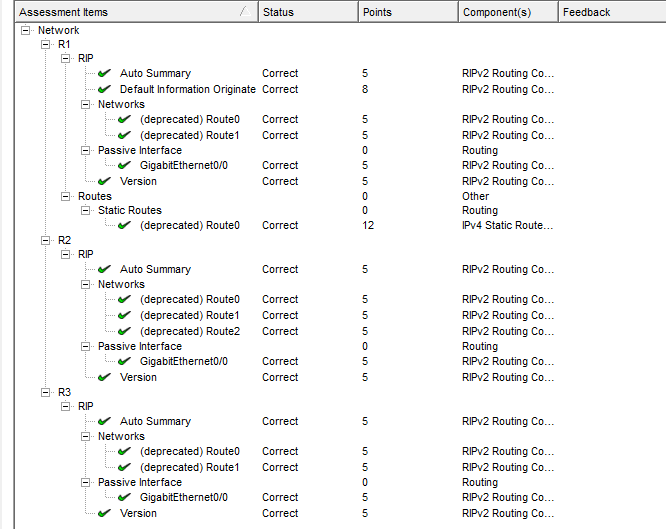 Assessment Items Status Points Component(s) Feedback
Network
R1
RIP
Auto Summary Correct 5 RIPv2 Routing Co...
Default Information Originate Correct 8 RIPv2 Routing Co...
Networks
(deprecated) Route0 Correct 5 RIPv2 Routing Co...
(deprecated) Route1 Correct 5 RIPv2 Routing Co...
Passive Interface 0 Routing
GigabitEthernet0/0 Correct 5 RIPv2 Routing Co...
Version Correct 5 RIPv2 Routing Co...
Routes 0 Other
Static Routes 0 Routing
(deprecated) Route0 Correct 12 IPv4 Static Route...
R2
RIP
Auto Summary Correct 5 RIPv2 Routing Co...
Networks
(deprecated) Route0 Correct 5 RIPv2 Routing Co...
(deprecated) Route1 Correct 5 RIPv2 Routing Co...
(deprecated) Route2 Correct 5 RIPv2 Routing Co...
Passive Interface 0 Routing
GigabitEthernet0/0 Correct 5 RIPv2 Routing Co...
Version Correct 5 RIPv2 Routing Co...
R3
RIP
Auto Summary Correct 5 RIPv2 Routing Co...
Networks
(deprecated) Route0 Correct 5 RIPv2 Routing Co...
(deprecated) Route1 Correct 5 RIPv2 Routing Co...
Passive Interface 0 Routing
GigabitEthernet0/0 Correct 5 RIPv2 Routing Co...
Version Correct 5 RIPv2 Routing Co...